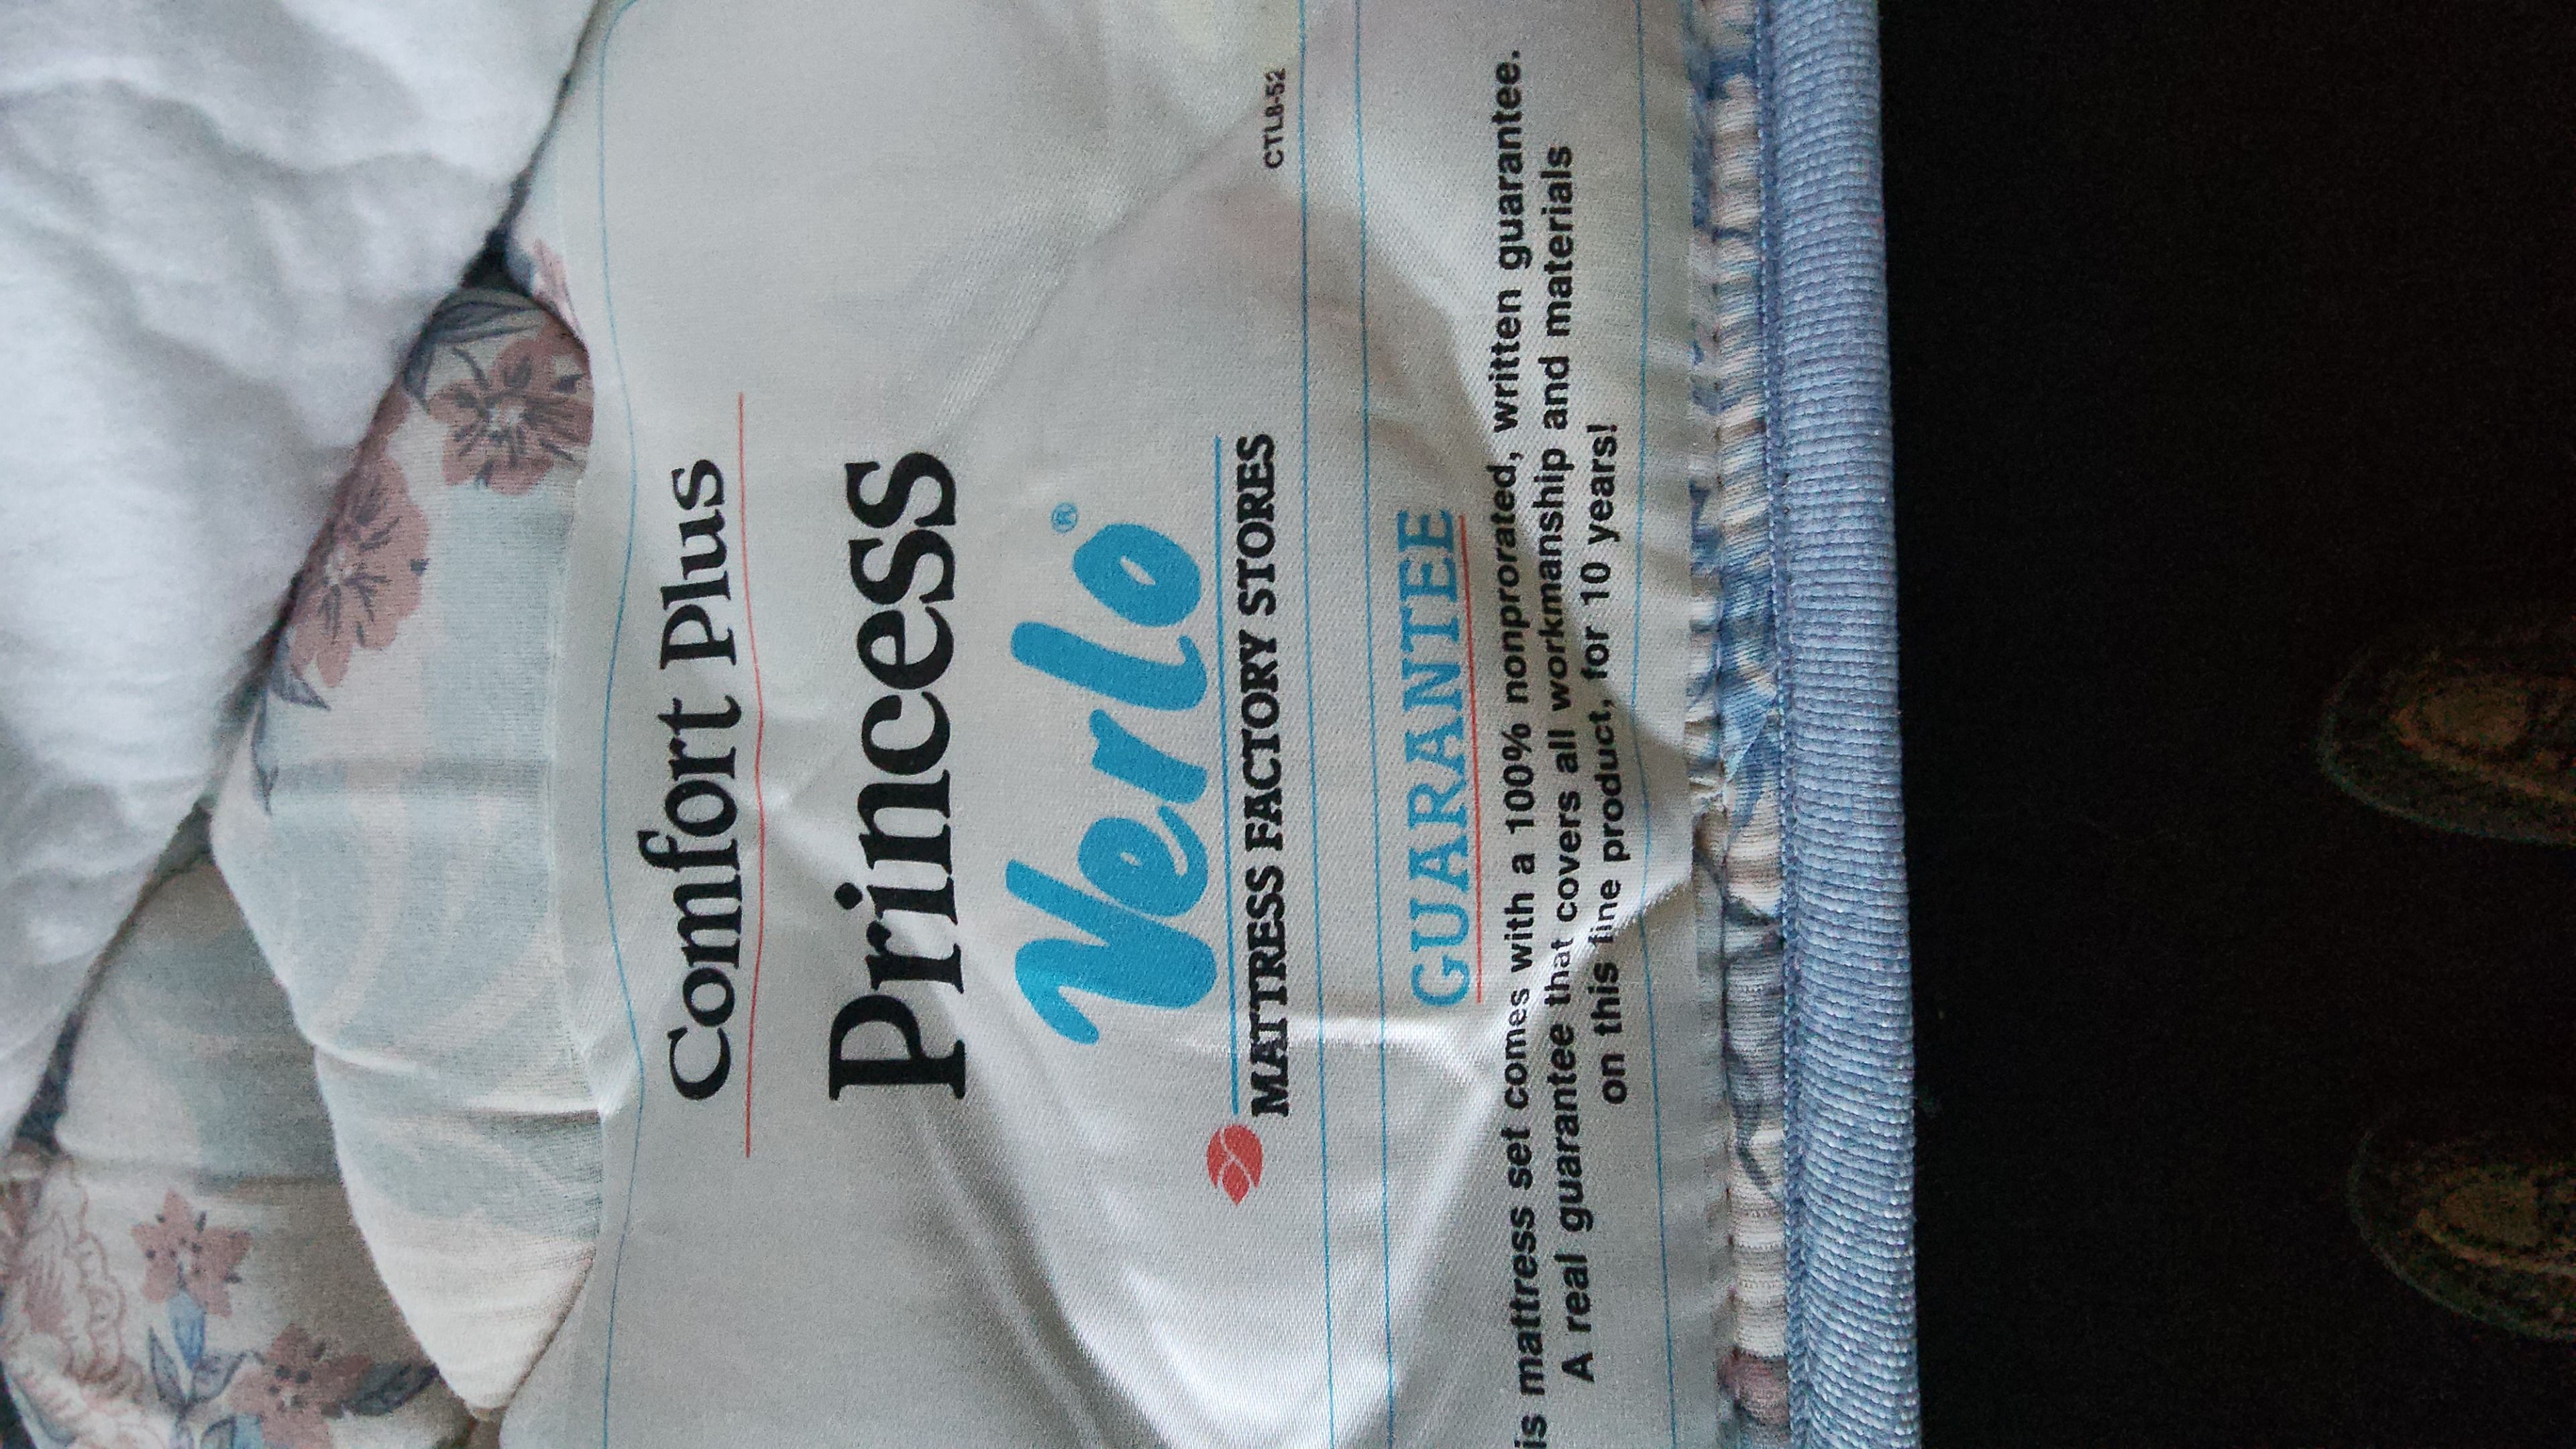 Comfort Plus
Princess
Verlo®
MATTRESS FACTORY STORES
CTL8-52
GUARANTEE
is mattress set comes with a 100% nonprorated, written guarantee.
A real guarantee that covers all workmanship and materials
on this fine product, for 10 years!